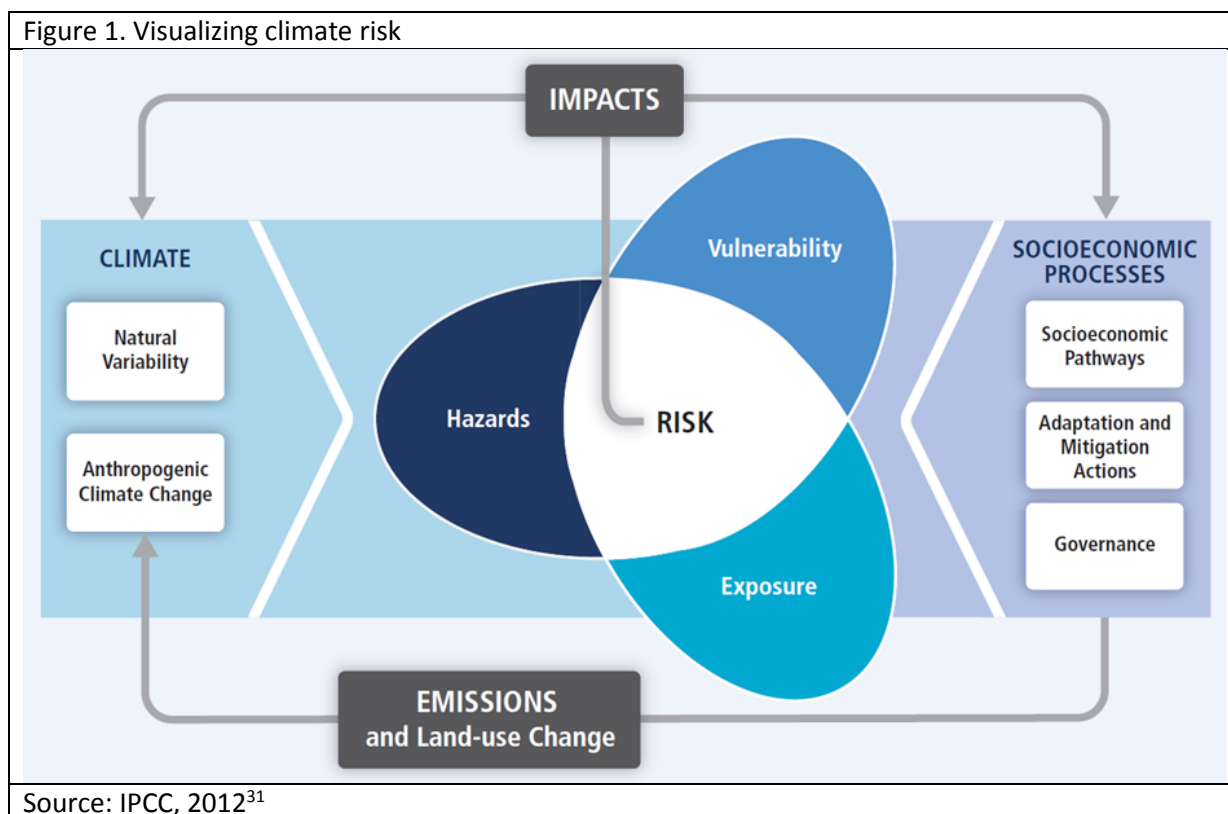 Figure 1. Visualizing climate risk
IMPACTS
CLIMATE
Natural
Variability
Anthropogenic
Climate Change
Vulnerability
Hazards
RISK
Exposure
SOCIOECONOMIC
PROCESSES
Socioeconomic
Pathways
Adaptation and
Mitigation
Actions
Governance
EMISSIONS
and Land-use Change
Source: IPCC, 2012³¹